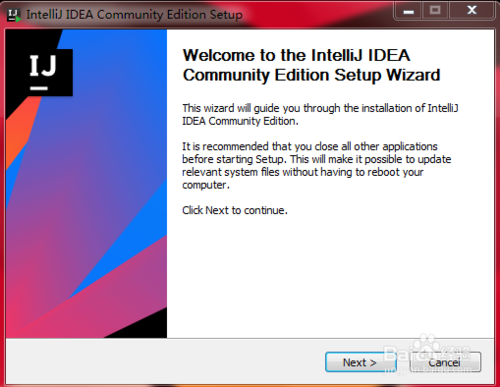 IntelliJ IDEA Community Edition Setup
IJ
Welcome to the IntelliJ IDEA
Community Edition Setup Wizard
This wizard will guide you through the installation of IntelliJ
IDEA Community Edition.
It is recommended that you close all other applications
before starting Setup. This will make it possible to update
relevant system files without having to reboot your
computer.
Click Next to continue.
Next >
Cancel